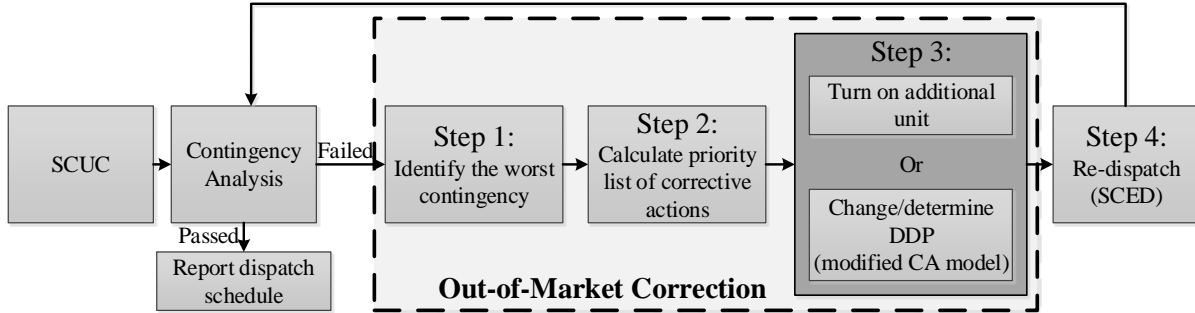 SCUC
Contingency
Analysis
Failed
Passed
Report dispatch
schedule
Step 1:
Identify the worst
contingency
Step 2:
Calculate priority
list of corrective
actions
Step 3:
Turn on additional
unit
Or
Change/determine
DDP
(modified CA model)
Out-of-Market Correction
Step 4:
Re-dispatch
(SCED)